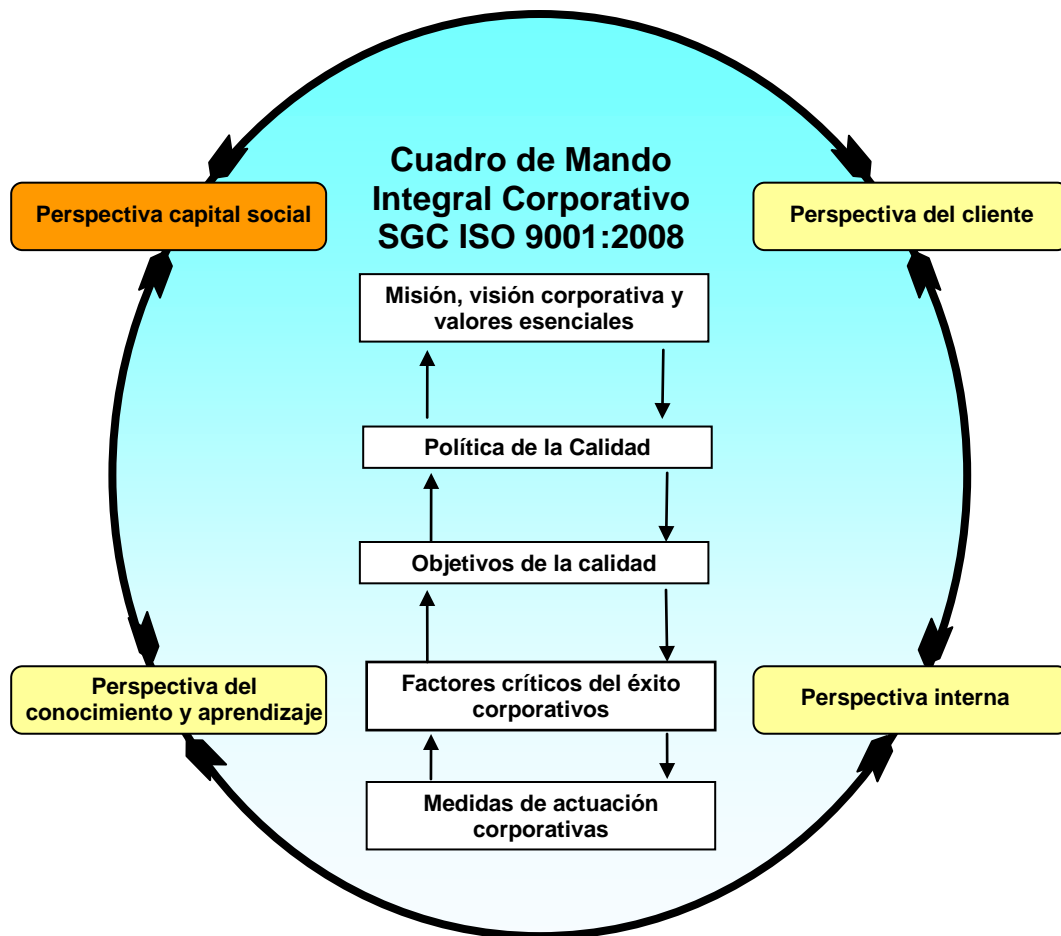 Cuadro de Mando
Integral Corporativo
SGC ISO 9001:2008
Perspectiva capital social
Perspectiva del cliente
Misión, visión corporativa y
valores esenciales
Política de la Calidad
Objetivos de la calidad
Perspectiva del
conocimiento y aprendizaje
Factores críticos del éxito
corporativos
Perspectiva interna
Medidas de actuación
corporativas